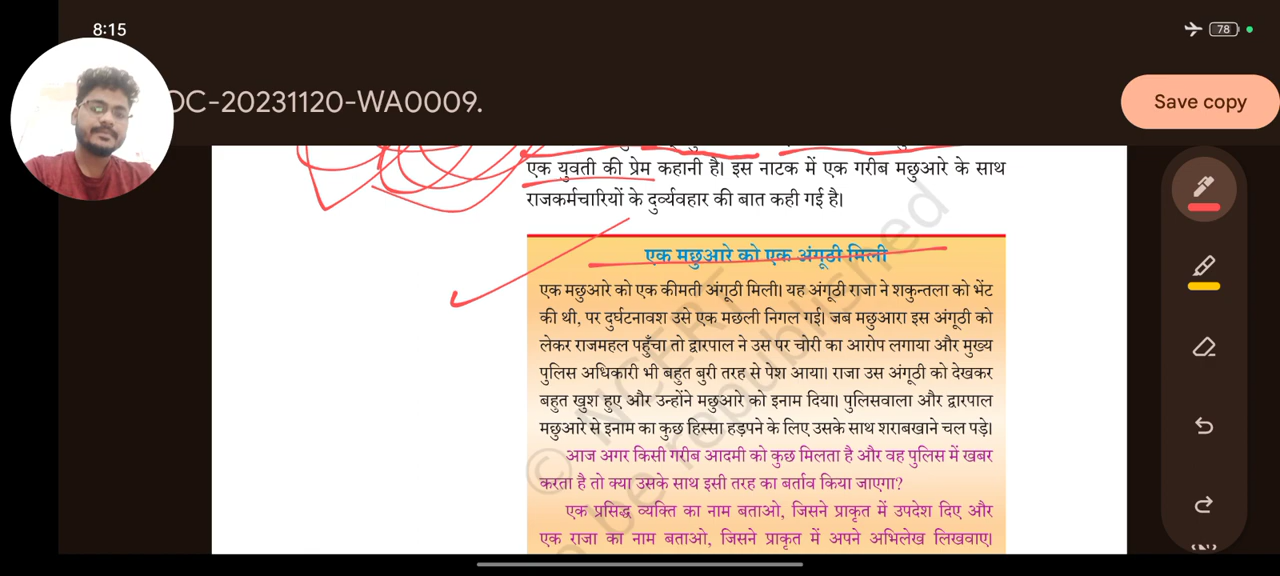 8:15
78
OC-20231120-WA0009.
Save copy
एक युवती की प्रेम कहानी है। इस नाटक में एक गरीब मछुआरे के साथ
राजकर्मचारियों के दुर्व्यवहार की बात कही गई है।
एक मछुआरे को एक अंगूठी मिली
एक मछुआरे को एक कीमती अंगूठी मिली। यह अंगूठी राजा ने शकुन्तला को भेंट
की थी, पर दुर्घटनावश उसे एक मछली निगल गई। जब मछुआरा इस अंगूठी को
लेकर राजमहल पहुँचा तो द्वारपाल ने उस पर चोरी का आरोप लगाया और मुख्य
पुलिस अधिकारी भी बहुत बुरी तरह से पेश आया। राजा उस अंगूठी को देखकर
बहुत खुश हुए और उन्होंने मछुआरे को इनाम दिया। पुलिसवाला और द्वारपाल
मछुआरे से इनाम का कुछ हिस्सा हड़पने के लिए उसके साथ शराबखाने चल पड़े।
आज अगर किसी गरीब आदमी को कुछ मिलता है और वह पुलिस में खबर
करता है तो क्या उसके साथ इसी तरह का बर्ताव किया जाएगा?
एक प्रसिद्ध व्यक्ति का नाम बताओ, जिसने प्राकृत में उपदेश दिए और
एक राजा का नाम बताओ, जिसने प्राकृत में अपने अभिलेख लिखवाए।
© NCERT
be republished